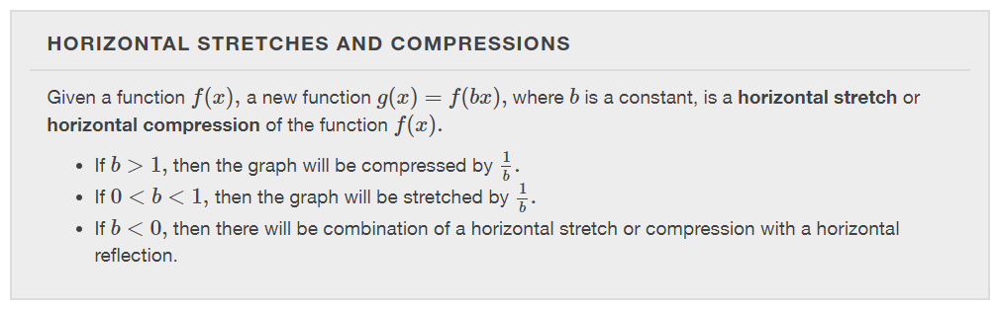 HORIZONTAL STRETCHES AND COMPRESSIONS
Given a function f(x), a new function g(x) = f(bx), where b is a constant, is a horizontal stretch or
horizontal compression of the function f(x).
• If b > 1, then the graph will be compressed by 1/b.
• If 0 < b < 1, then the graph will be stretched by 1/b.
• If b < 0, then there will be combination of a horizontal stretch or compression with a horizontal
reflection.